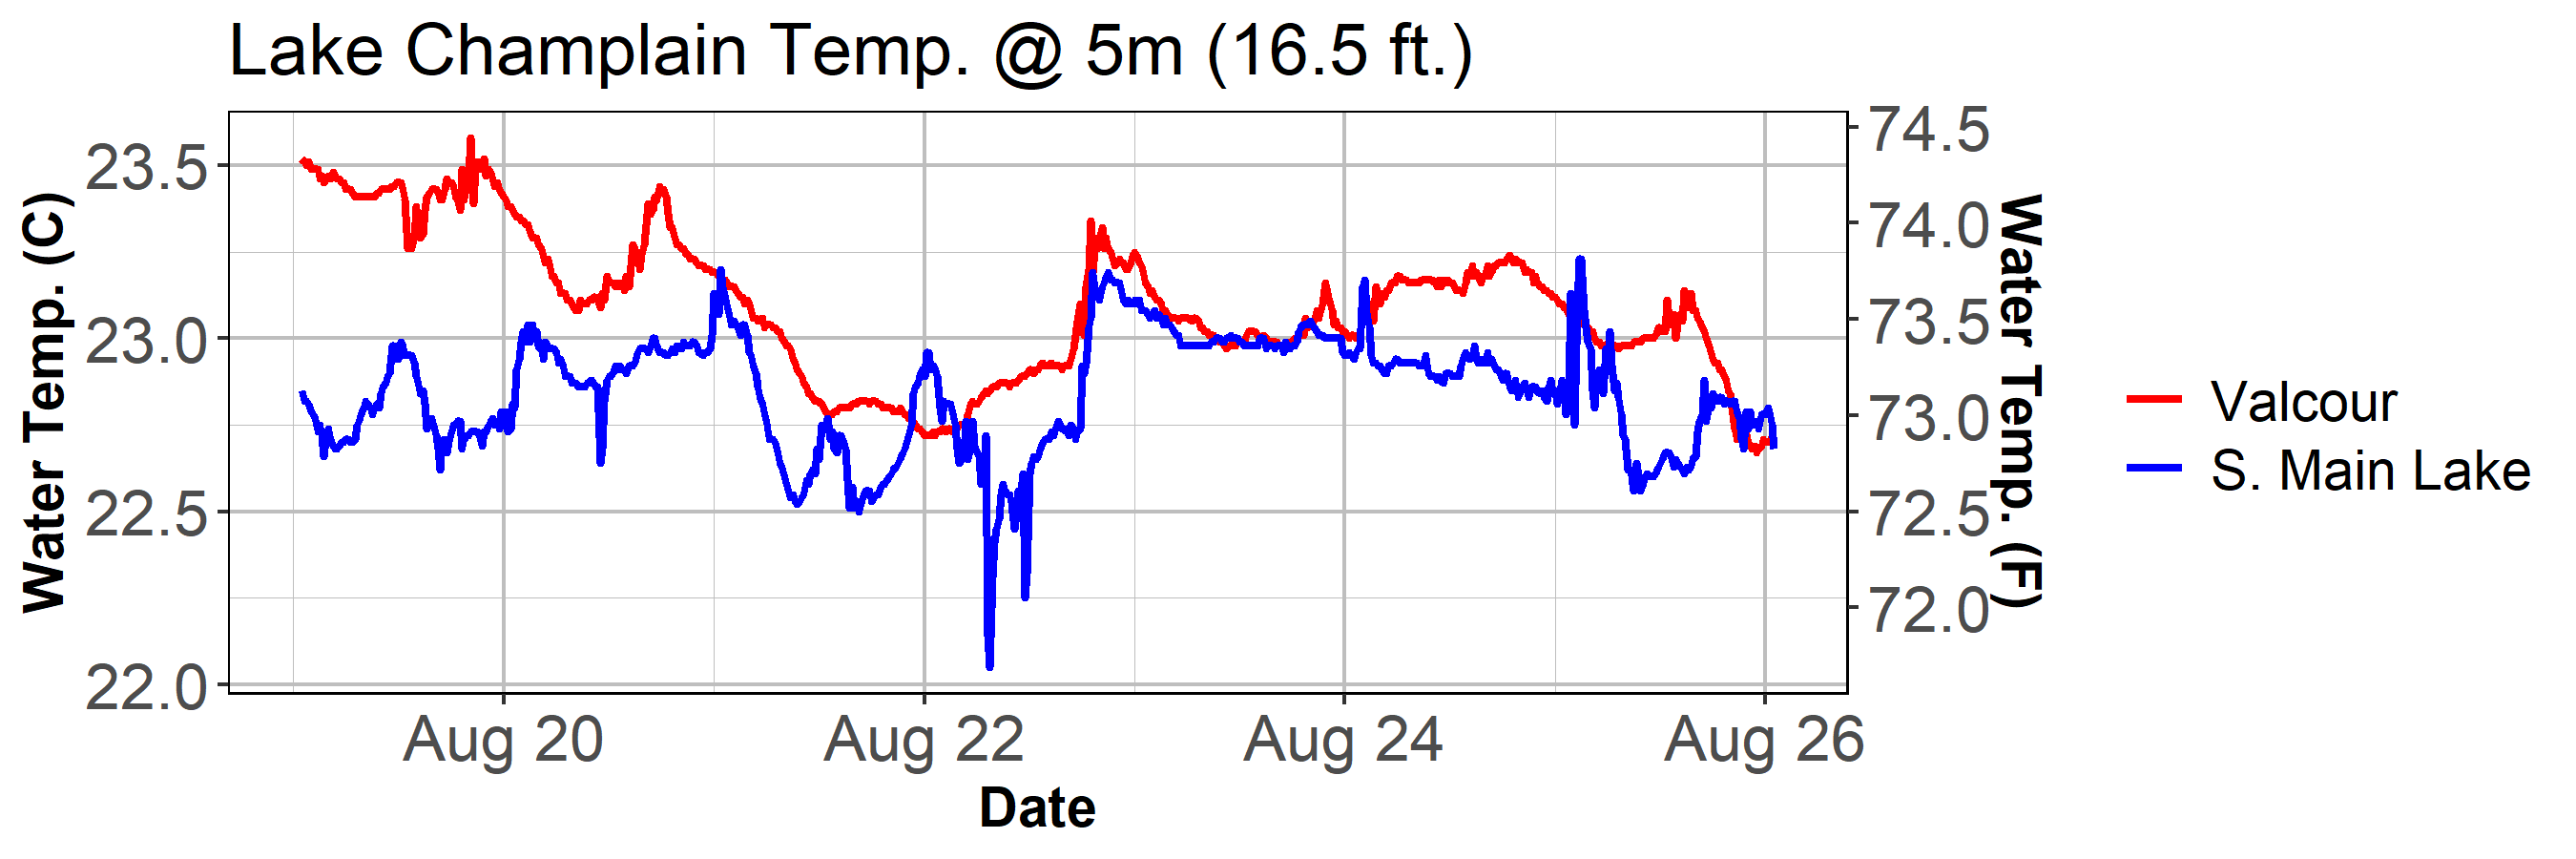 Lake Champlain Temp. @ 5m (16.5 ft.)
Water Temp. (C)
23.5
23.0
22.5
22.0
74.5
74.0
73.5
73.0
72.5
72.0
Water Temp. (F)
Valcour
S. Main Lake
Aug 20
Aug 22
Aug 24
Aug 26
Date